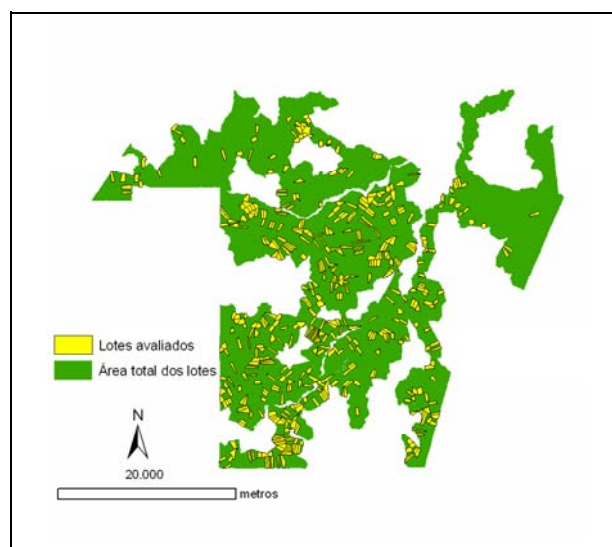 Lotes avaliados
Área total dos lotes
N
20.000
metros